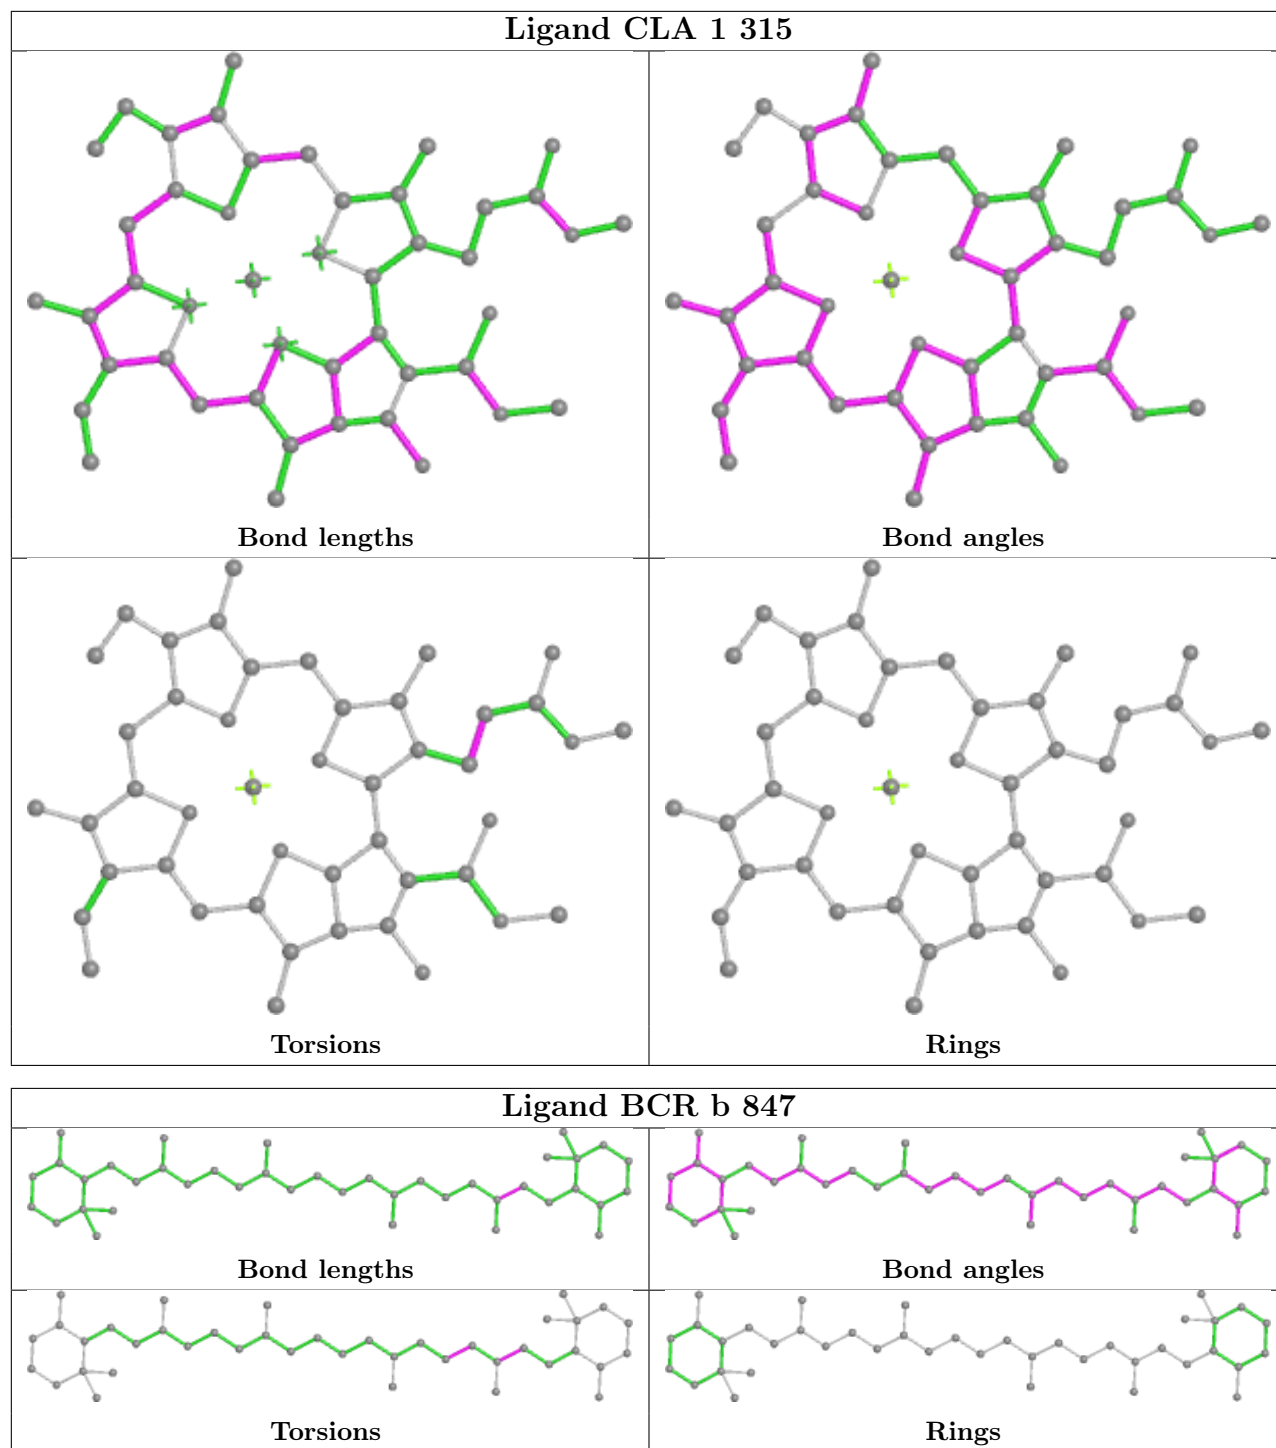 Ligand CLA 1 315
Bond lengths
Bond angles
Torsions
Rings
Ligand BCR b 847
Bond lengths
Bond angles
Torsions
Rings